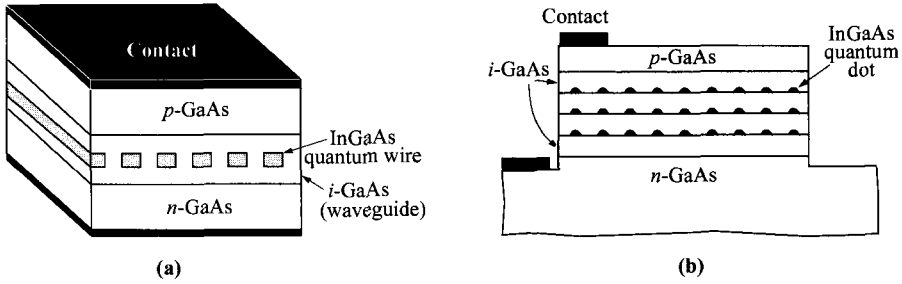 Contact
p-GaAs
InGaAs
quantum wire
n-GaAs
i-GaAs
(waveguide)
(a)
Contact
InGaAs
quantum
dot
p-GaAs
i-GaAs
n-GaAs
(b)